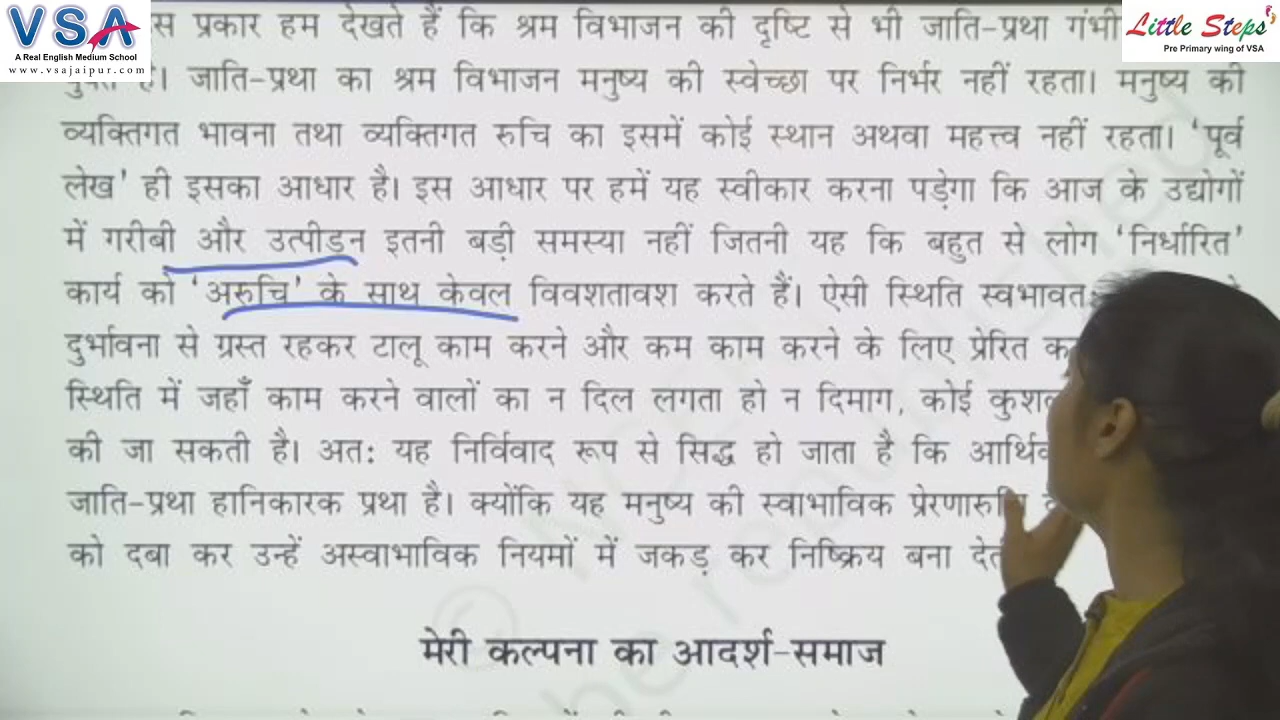 VSA
A Real English Medium School
www.vsajaipur.com
Little Steps
Pre Primary wing of VSA
स प्रकार हम देखते हैं कि श्रम विभाजन की दृष्टि से भी जाति-प्रथा गंभी
है। जाति-प्रथा का श्रम विभाजन मनुष्य की स्वेच्छा पर निर्भर नहीं रहता। मनुष्य की
व्यक्तिगत भावना तथा व्यक्तिगत रुचि का इसमें कोई स्थान अथवा महत्त्व नहीं रहता। 'पूर्व
लेख' ही इसका आधार है। इस आधार पर हमें यह स्वीकार करना पड़ेगा कि आज के उद्योगों
में गरीबी और उत्पीड़न इतनी बड़ी समस्या नहीं जितनी यह कि बहुत से लोग 'निर्धारित'
कार्य को 'अरुचि' के साथ केवल विवशतावश करते हैं। ऐसी स्थिति स्वभावतः
दुर्भावना से ग्रस्त रहकर टालू काम करने और कम काम करने के लिए प्रेरित
स्थिति में जहाँ काम करने वालों का न दिल लगता हो न दिमाग, कोई कुशल
की जा सकती है। अतः यह निर्विवाद रूप से सिद्ध हो जाता है कि
जाति-प्रथा हानिकारक प्रथा है। क्योंकि यह मनुष्य की स्वाभाविक प्रेरणारुचि
को दबा कर उन्हें अस्वाभाविक नियमों में जकड़ कर निष्क्रिय बना
मेरी कल्पना का आदर्श-समाज